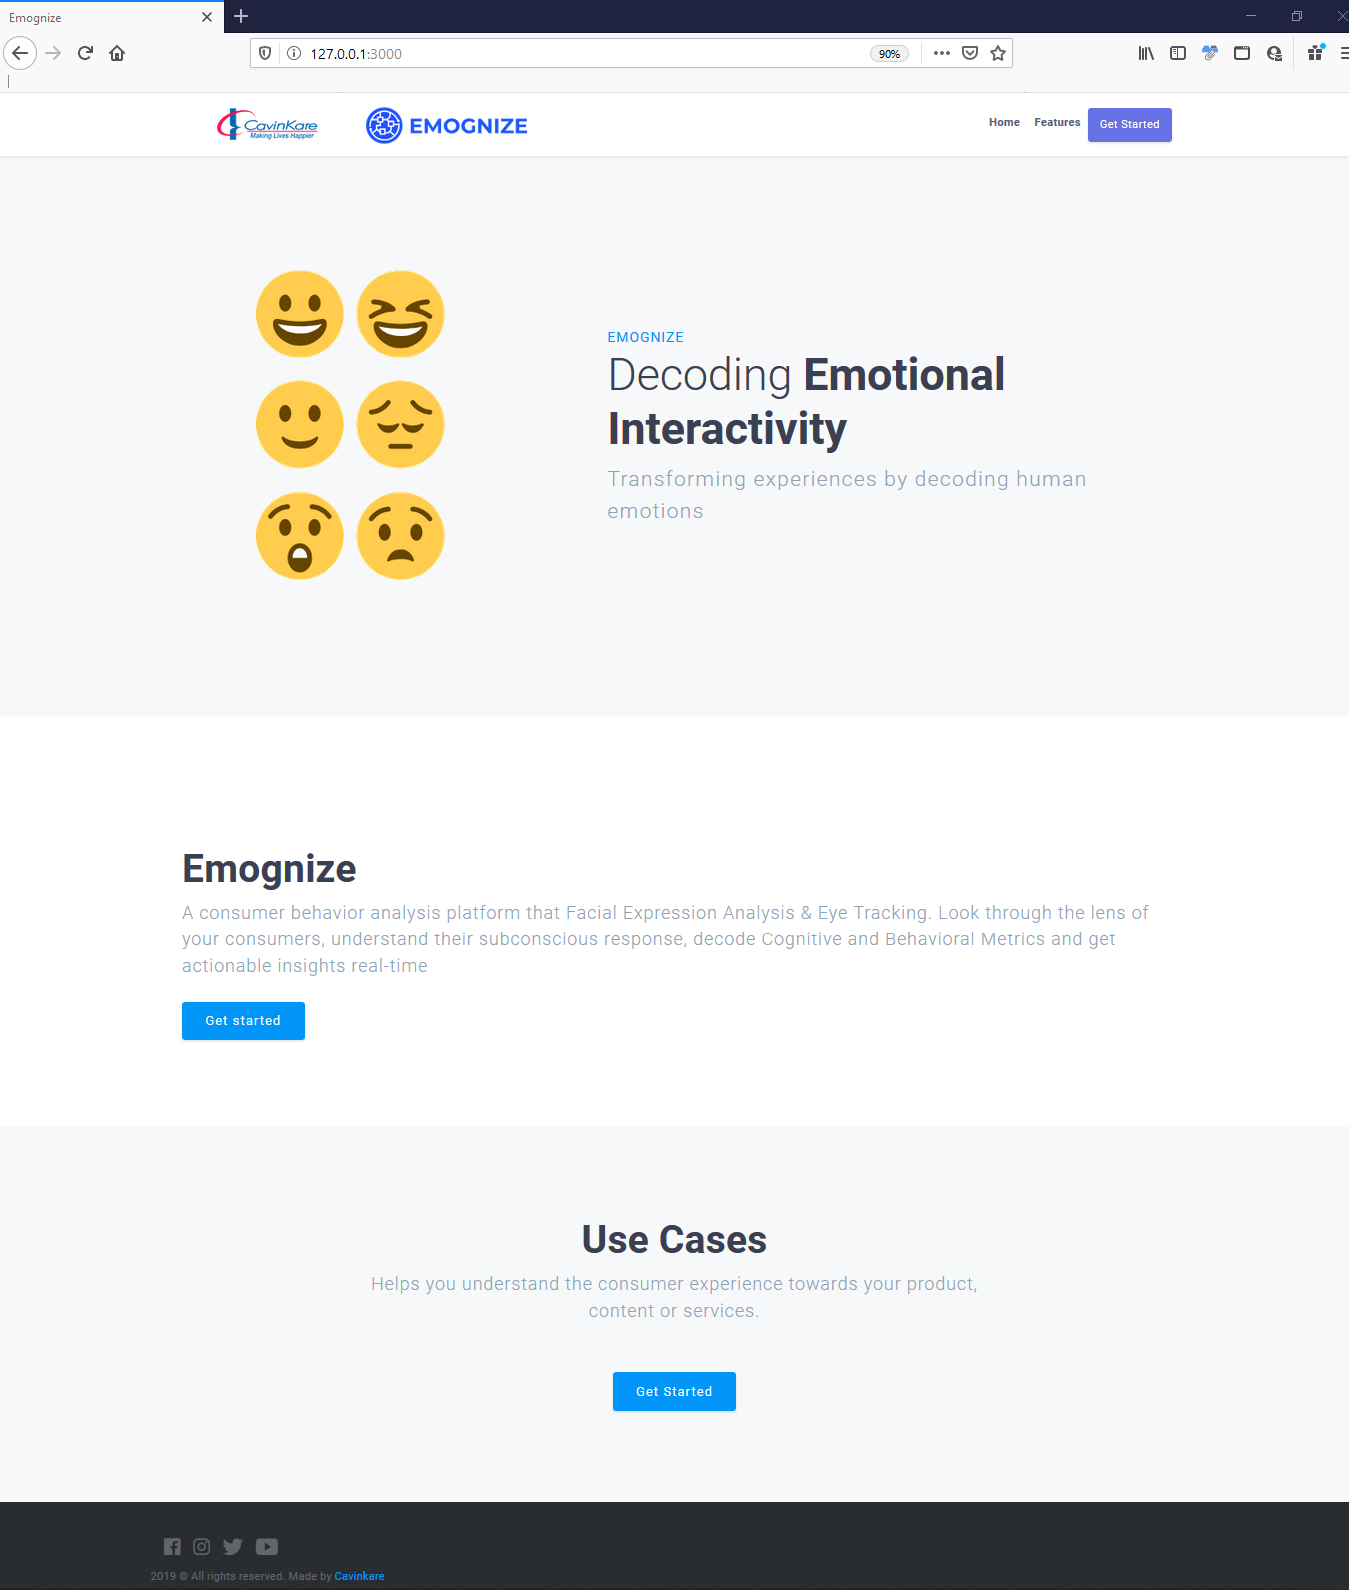 Emognize
127.0.0.1:3000
90%
CavinKare
Making Lives Happier
EMOGNIZE
Home
Features
Get Started
EMOGNIZE
Decoding Emotional
Interactivity
Transforming experiences by decoding human
emotions
Emognize
A consumer behavior analysis platform that Facial Expression Analysis & Eye Tracking. Look through the lens of
your consumers, understand their subconscious response, decode Cognitive and Behavioral Metrics and get
actionable insights real-time
Get started
Use Cases
Helps you understand the consumer experience towards your product,
content or services.
Get Started
2019 © All rights reserved. Made by Cavinkare